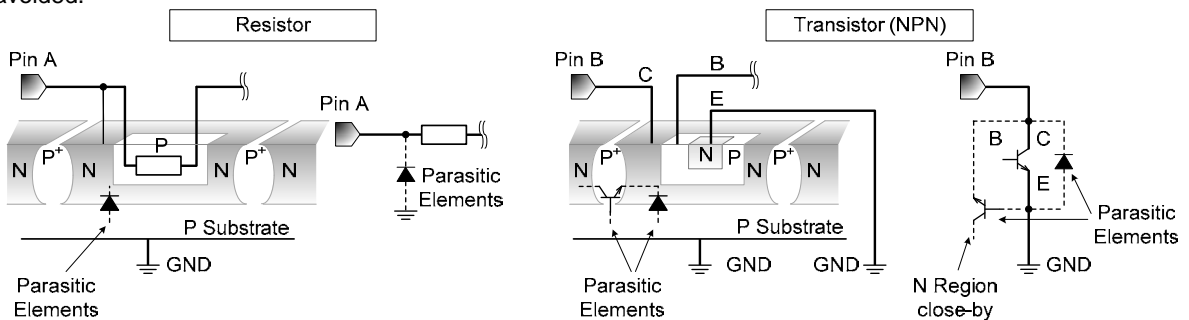 avoided.
Resistor
Transistor (NPN)
Pin A
Pin A
N P+ N P N P+ N
Parasitic
Elements
P Substrate
GND
Parasitic
Elements
Pin B
C
B
E
N P+ N N P P+ N
P Substrate
GND
GND
Parasitic
Elements
Pin B
B
C
E
Parasitic
Elements
GND
N Region
close-by